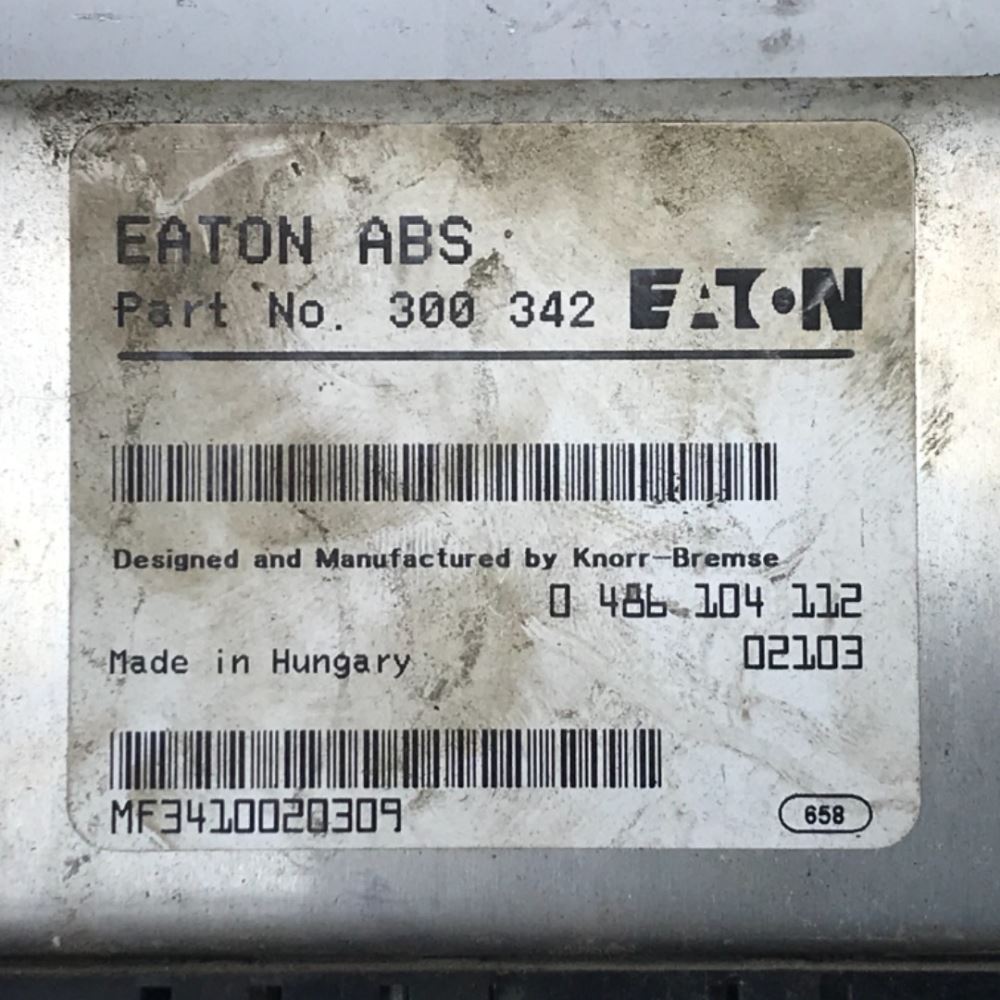 EATON ABS
Part No. 300 342
EATON
Designed and Manufactured by Knorr-Bremse
0 486 104 112
Made in Hungary
02103
MF3410020309
658